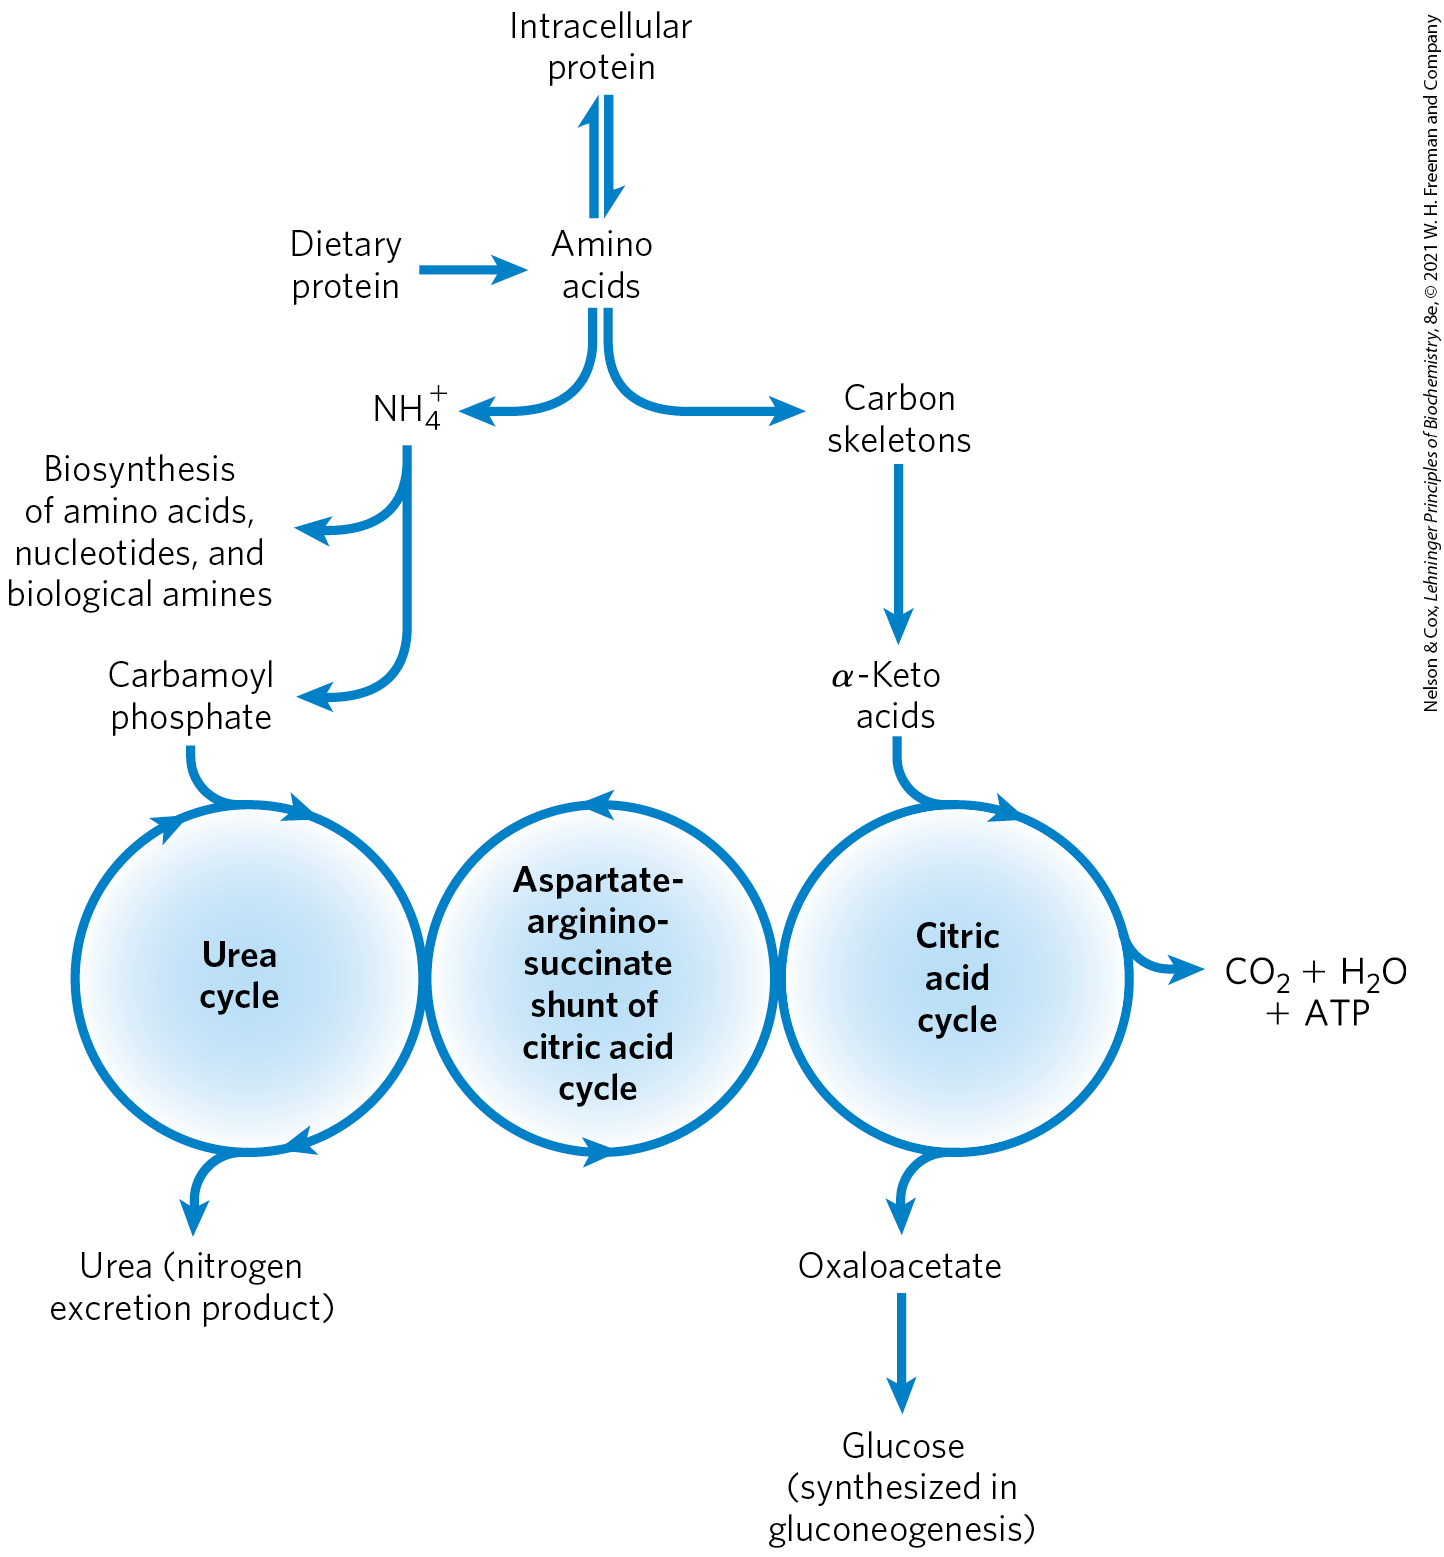 Intracellular
protein
Dietary
protein
Amino
acids
NH₄⁺
Carbon
skeletons
Biosynthesis
of amino acids,
nucleotides, and
biological amines
Carbamoyl
phosphate
α-Keto
acids
Urea
cycle
Aspartate-
arginino-
succinate
shunt of
citric acid
cycle
Citric
acid
cycle
CO₂ + H₂O
+ ATP
Urea (nitrogen
excretion product)
Oxaloacetate
Glucose
(synthesized in
gluconeogenesis)
Nelson & Cox, Lehninger Principles of Biochemistry, 8e, © 2021 W. H. Freeman and Company